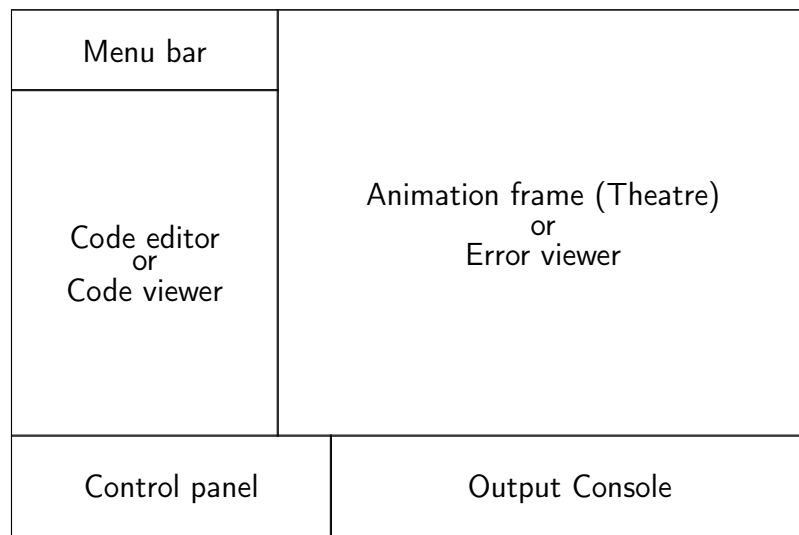 Menu bar
Code editor
or
Code viewer
Animation frame (Theatre)
or
Error viewer
Control panel
Output Console